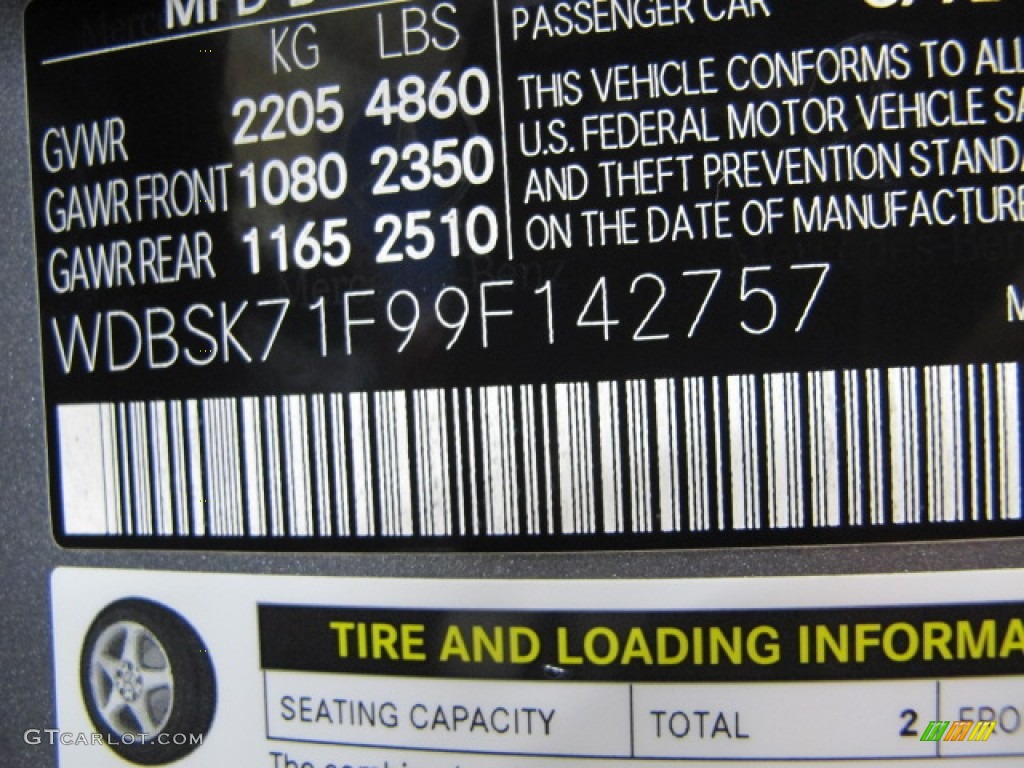 KG LBS
GVWR 2205 4860
GAWR FRONT 1080 2350
GAWR REAR 1165 2510
PASSENGER CAR
THIS VEHICLE CONFORMS TO ALL
U.S. FEDERAL MOTOR VEHICLE SA
AND THEFT PREVENTION STANDA
ON THE DATE OF MANUFACTURE
WDBSK71F99F142757
TIRE AND LOADING INFORMA
SEATING CAPACITY TOTAL 2 FRO
GTCARLOT.COM